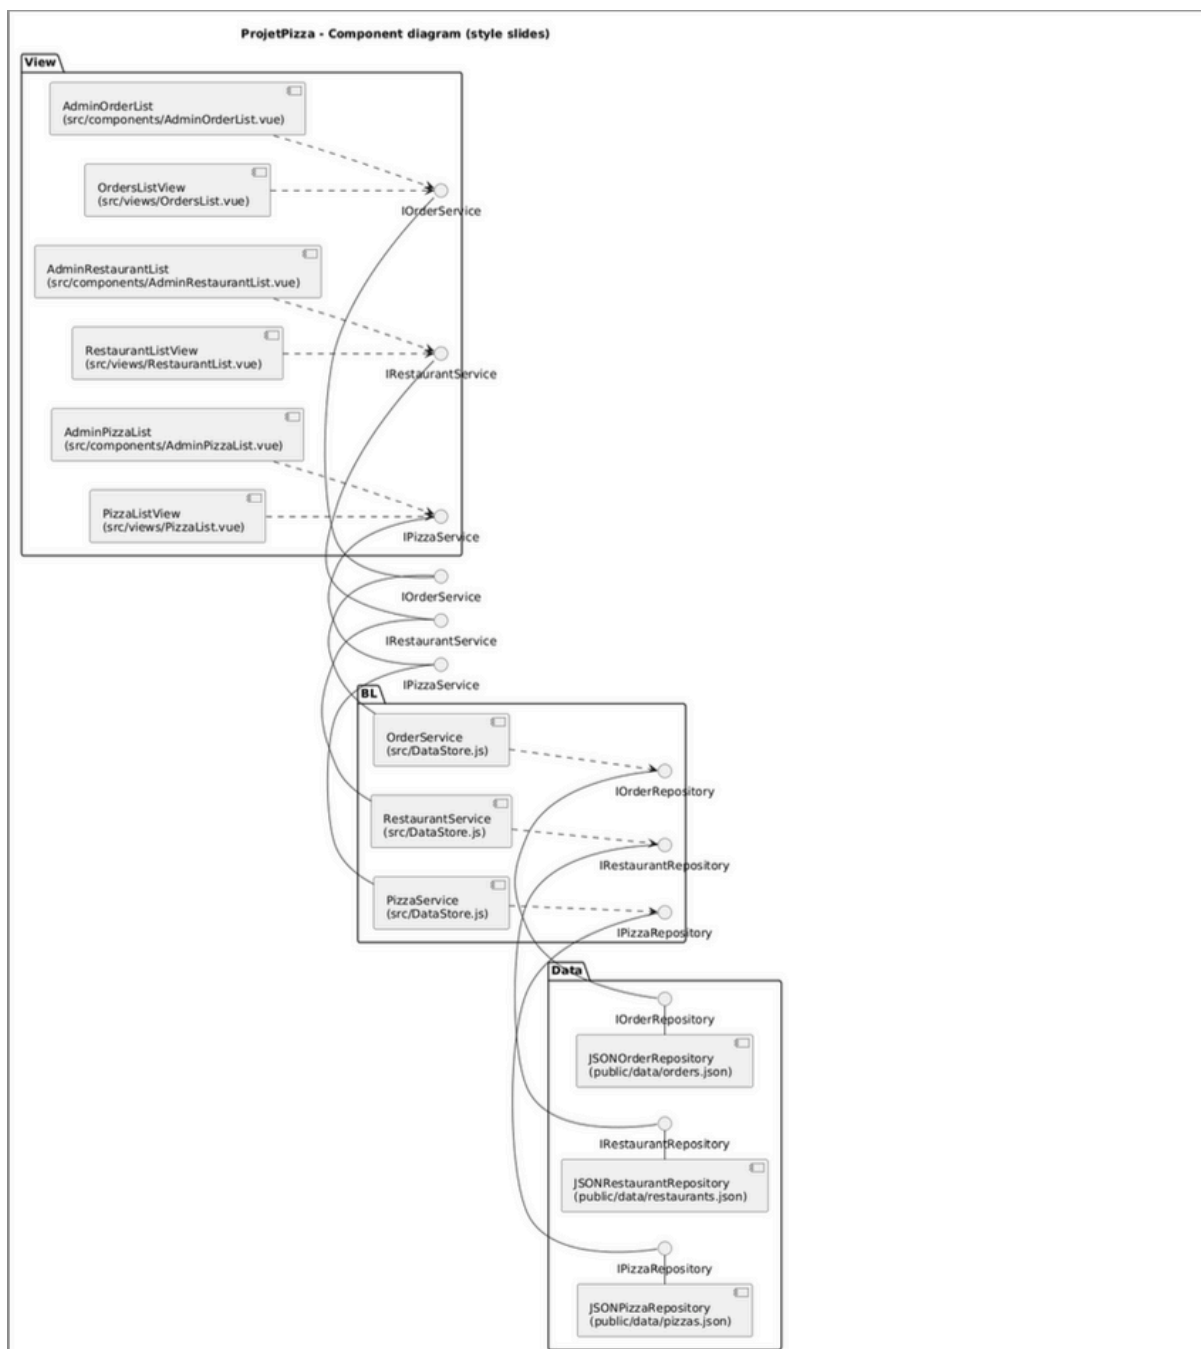 ProjetPizza - Component diagram (style slides)
View
AdminOrderList
(src/components/AdminOrderList.vue)
OrdersListView
(src/views/OrdersList.vue)
IOrderService
AdminRestaurantList
(src/components/AdminRestaurantList.vue)
RestaurantListView
(src/views/RestaurantList.vue)
IRestaurantService
AdminPizzaList
(src/components/AdminPizzaList.vue)
PizzaListView
(src/views/PizzaList.vue)
IPizzaService
IOrderService
IRestaurantService
IPizzaService
BL
OrderService
(src/DataStore.js)
IOrderRepository
RestaurantService
(src/DataStore.js)
IRestaurantRepository
PizzaService
(src/DataStore.js)
IPizzaRepository
Data
IOrderRepository
JSONOrderRepository
(public/data/orders.json)
IRestaurantRepository
JSONRestaurantRepository
(public/data/restaurants.json)
IPizzaRepository
JSONPizzaRepository
(public/data/pizzas.json)